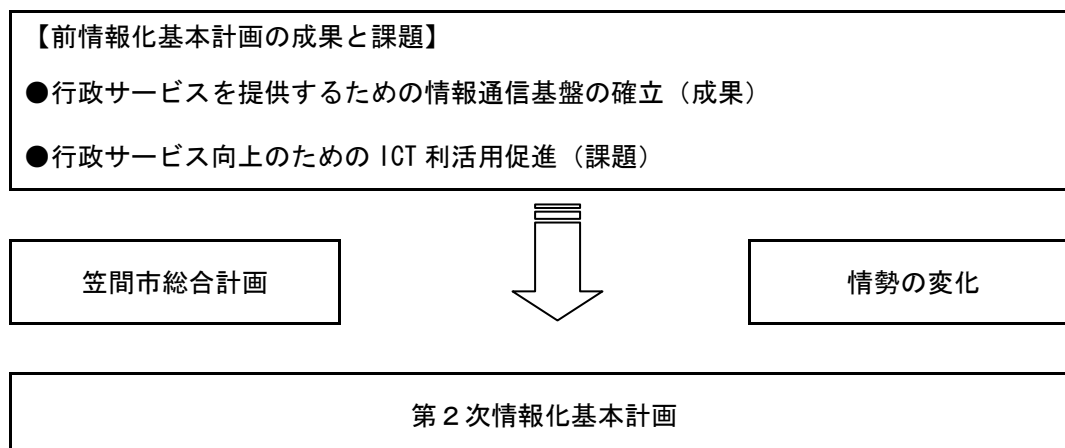 【前情報化基本計画の成果と課題】
●行政サービスを提供するための情報通信基盤の確立（成果）
●行政サービス向上のための ICT 利活用促進（課題）
笠間市総合計画
情勢の変化
第２次情報化基本計画